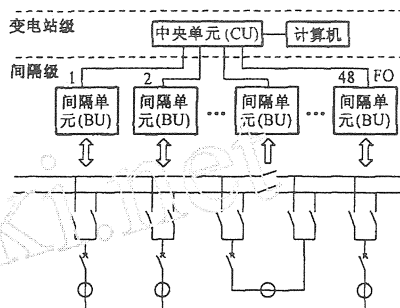 变电站级
中央单元(CU)
计算机
间隔级
1
2
48
FO
间隔单
元(BU)
间隔单
元(BU)
...
间隔单
元(BU)
...
间隔单
元(BU)
ki.net